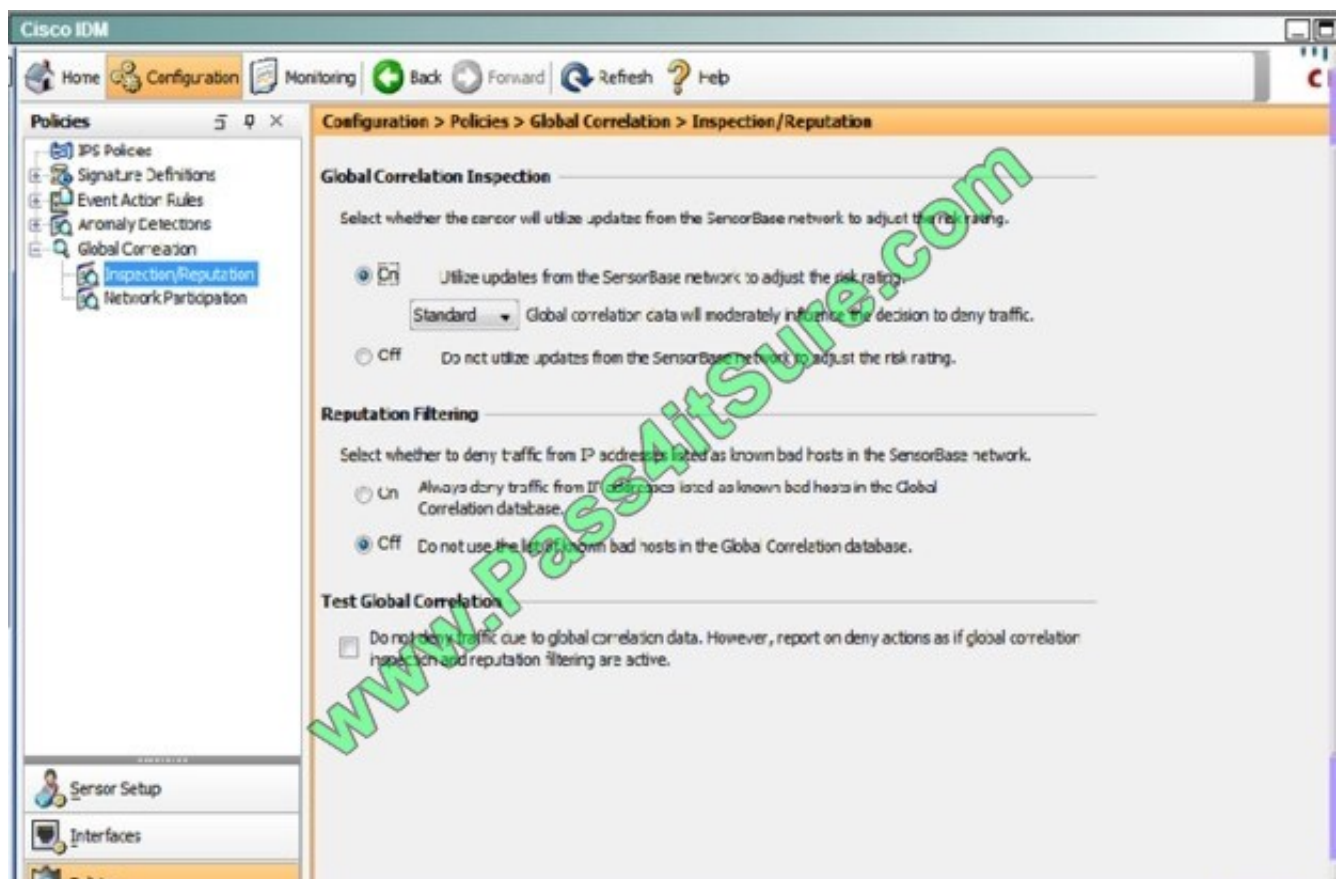 Cisco IDM
Home Configuration Monitoring Back Forward Refresh Help
Policies
IPS Policies
Signature Definitions
Event Action Rules
Anomaly Detections
Global Correlation
Inspection/Reputation
Network Participation
Sensor Setup
Interfaces
Configuration > Policies > Global Correlation > Inspection/Reputation
Global Correlation Inspection
Select whether the sensor will utilize updates from the SensorBase network to adjust the risk rating.
On Utilize updates from the SensorBase network to adjust the risk rating.
Standard Global correlation data will moderately influence the decision to deny traffic.
Off Do not utilize updates from the SensorBase network to adjust the risk rating.
Reputation Filtering
Select whether to deny traffic from IP addresses listed as known bad hosts in the SensorBase network.
On Always deny traffic from IP addresses listed as known bad hosts in the Global
Correlation database.
Off Do not use the list of known bad hosts in the Global Correlation database.
Test Global Correlation
Do not deny traffic due to global correlation data. However, report on deny actions as if global correlation
inspection and reputation filtering are active.
www.Pass4itSure.com